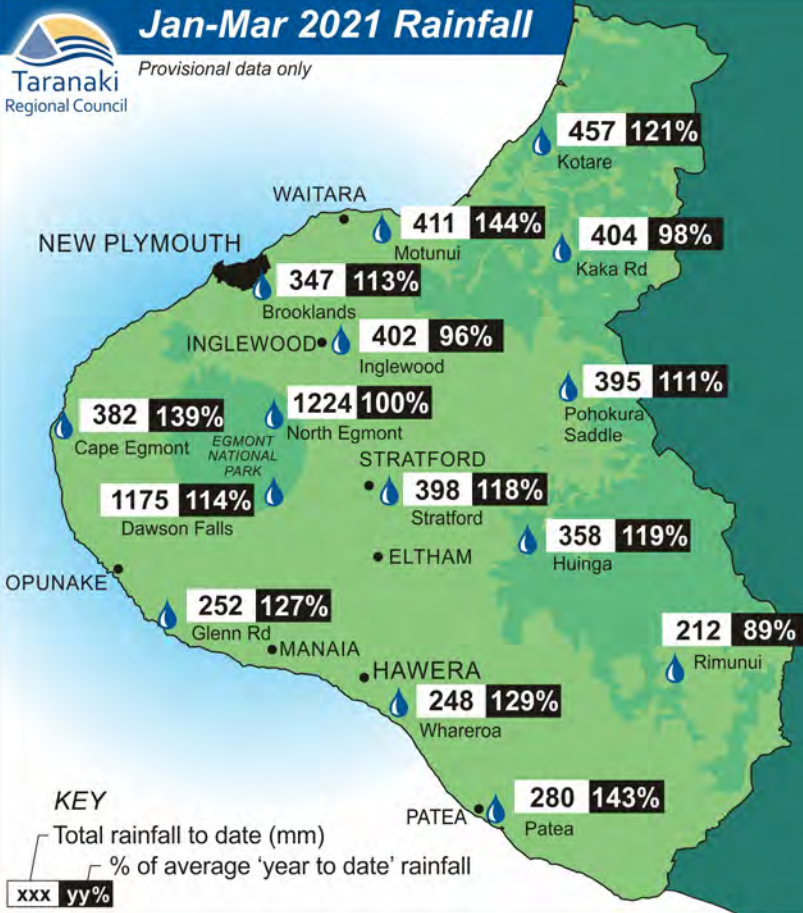 Jan-Mar 2021 Rainfall
Taranaki
Regional Council
Provisional data only
457 121%
Kotare
WAITARA
411 144%
Motunui
404 98%
Kaka Rd
NEW PLYMOUTH
347 113%
Brooklands
INGLEWOOD
402 96%
Inglewood
395 111%
Pohokura
Saddle
382 139%
Cape Egmont
1224 100%
North Egmont
EGMONT
NATIONAL
PARK
STRATFORD
398 118%
Stratford
1175 114%
Dawson Falls
358 119%
Huinga
ELTHAM
OPUNAKE
252 127%
Glenn Rd
MANAIA
212 89%
Rimunui
HAWERA
248 129%
Whareroa
PATEA
280 143%
Patea
KEY
Total rainfall to date (mm)
% of average 'year to date' rainfall
xxx yy%